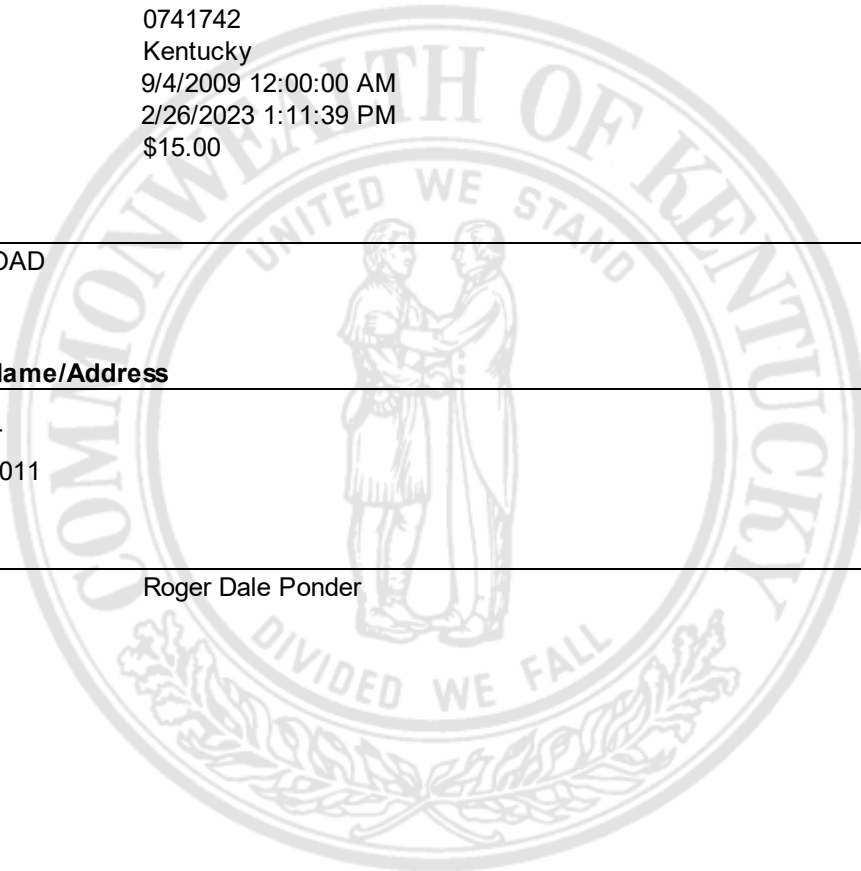 0741742
Kentucky
9/4/2009 12:00:00 AM
2/26/2023 1:11:39 PM
$15.00
OAD
Name/Address
011
Roger Dale Ponder
COMMONWEALTH OF KENTUCKY
UNITED WE STAND
DIVIDED WE FALL